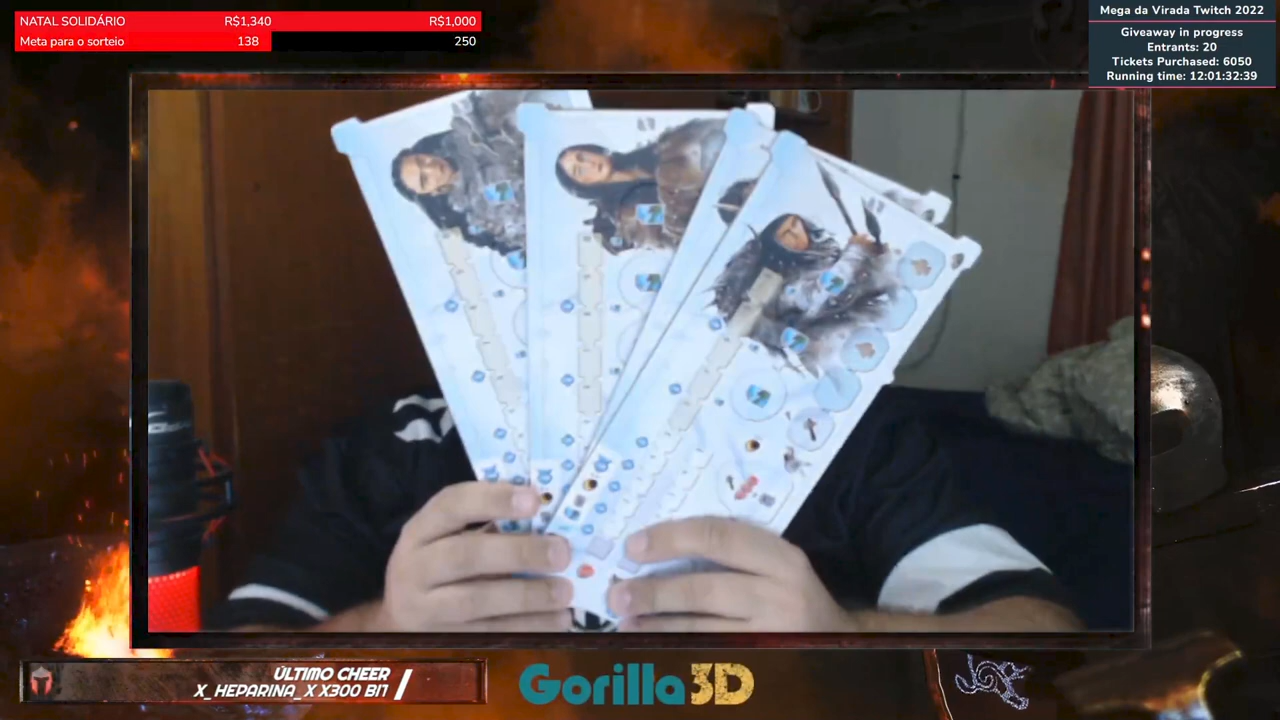 NATAL SOLIDÁRIO R$1,340 R$1,000
Meta para o sorteio 138 250
Mega da Virada Twitch 2022
Giveaway in progress
Entrants: 20
Tickets Purchased: 6050
Running time: 12:01:32:39
ÚLTIMO CHEER
X_HEPARINA_X X300 BIT
Gorilla3D